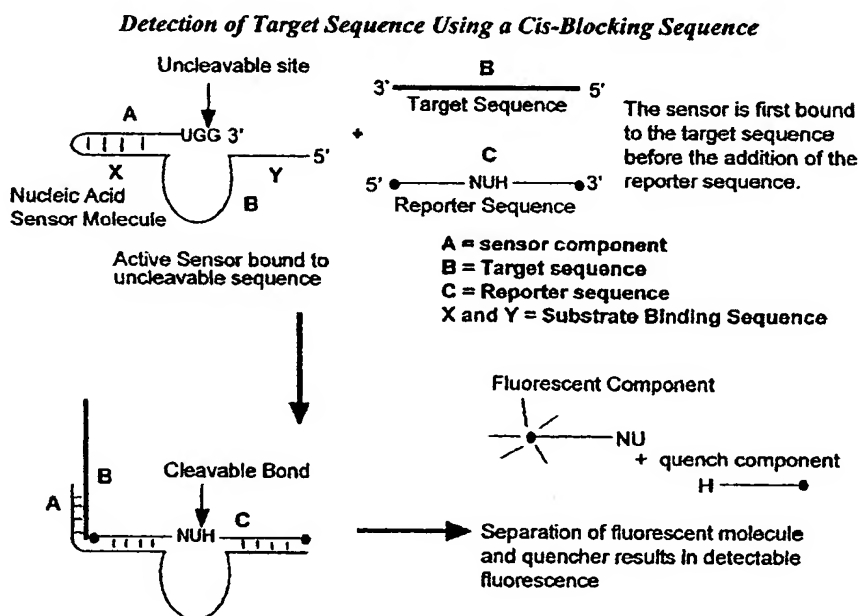 Detection of Target Sequence Using a Cis-Blocking Sequence
Uncleavable site
A
UGG 3'
X
Y
5'
B
Nucleic Acid
Sensor Molecule
+
B
3' 5'
Target Sequence
C
5' NUH 3'
Reporter Sequence
The sensor is first bound
to the target sequence
before the addition of the
reporter sequence.
A = sensor component
B = Target sequence
C = Reporter sequence
X and Y = Substrate Binding Sequence
Active Sensor bound to
uncleavable sequence
Fluorescent Component
NU
+ quench component
H
B
A
Cleavable Bond
NUH
C
Separation of fluorescent molecule
and quencher results in detectable
fluorescence